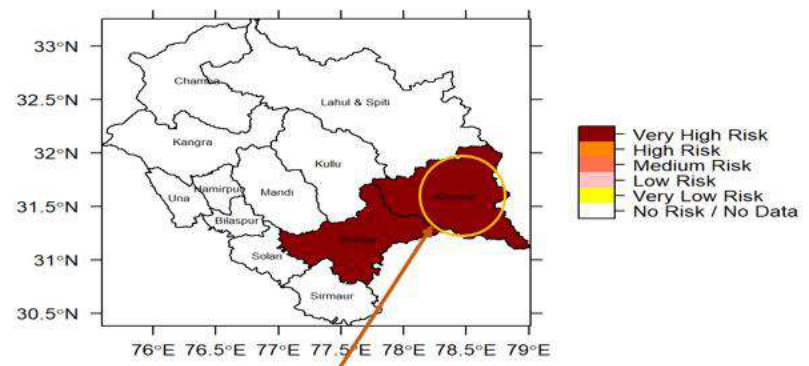 33°N
32.5°N
32°N
31.5°N
31°N
30.5°N
76°E 76.5°E 77°E 77.5°E 78°E 78.5°E 79°E
Chamba
Lahul & Spiti
Kangra
Kullu
Una
Hamirpur
Mandi
Bilaspur
Solan
Sirmaur
Very High Risk
High Risk
Medium Risk
Low Risk
Very Low Risk
No Risk / No Data